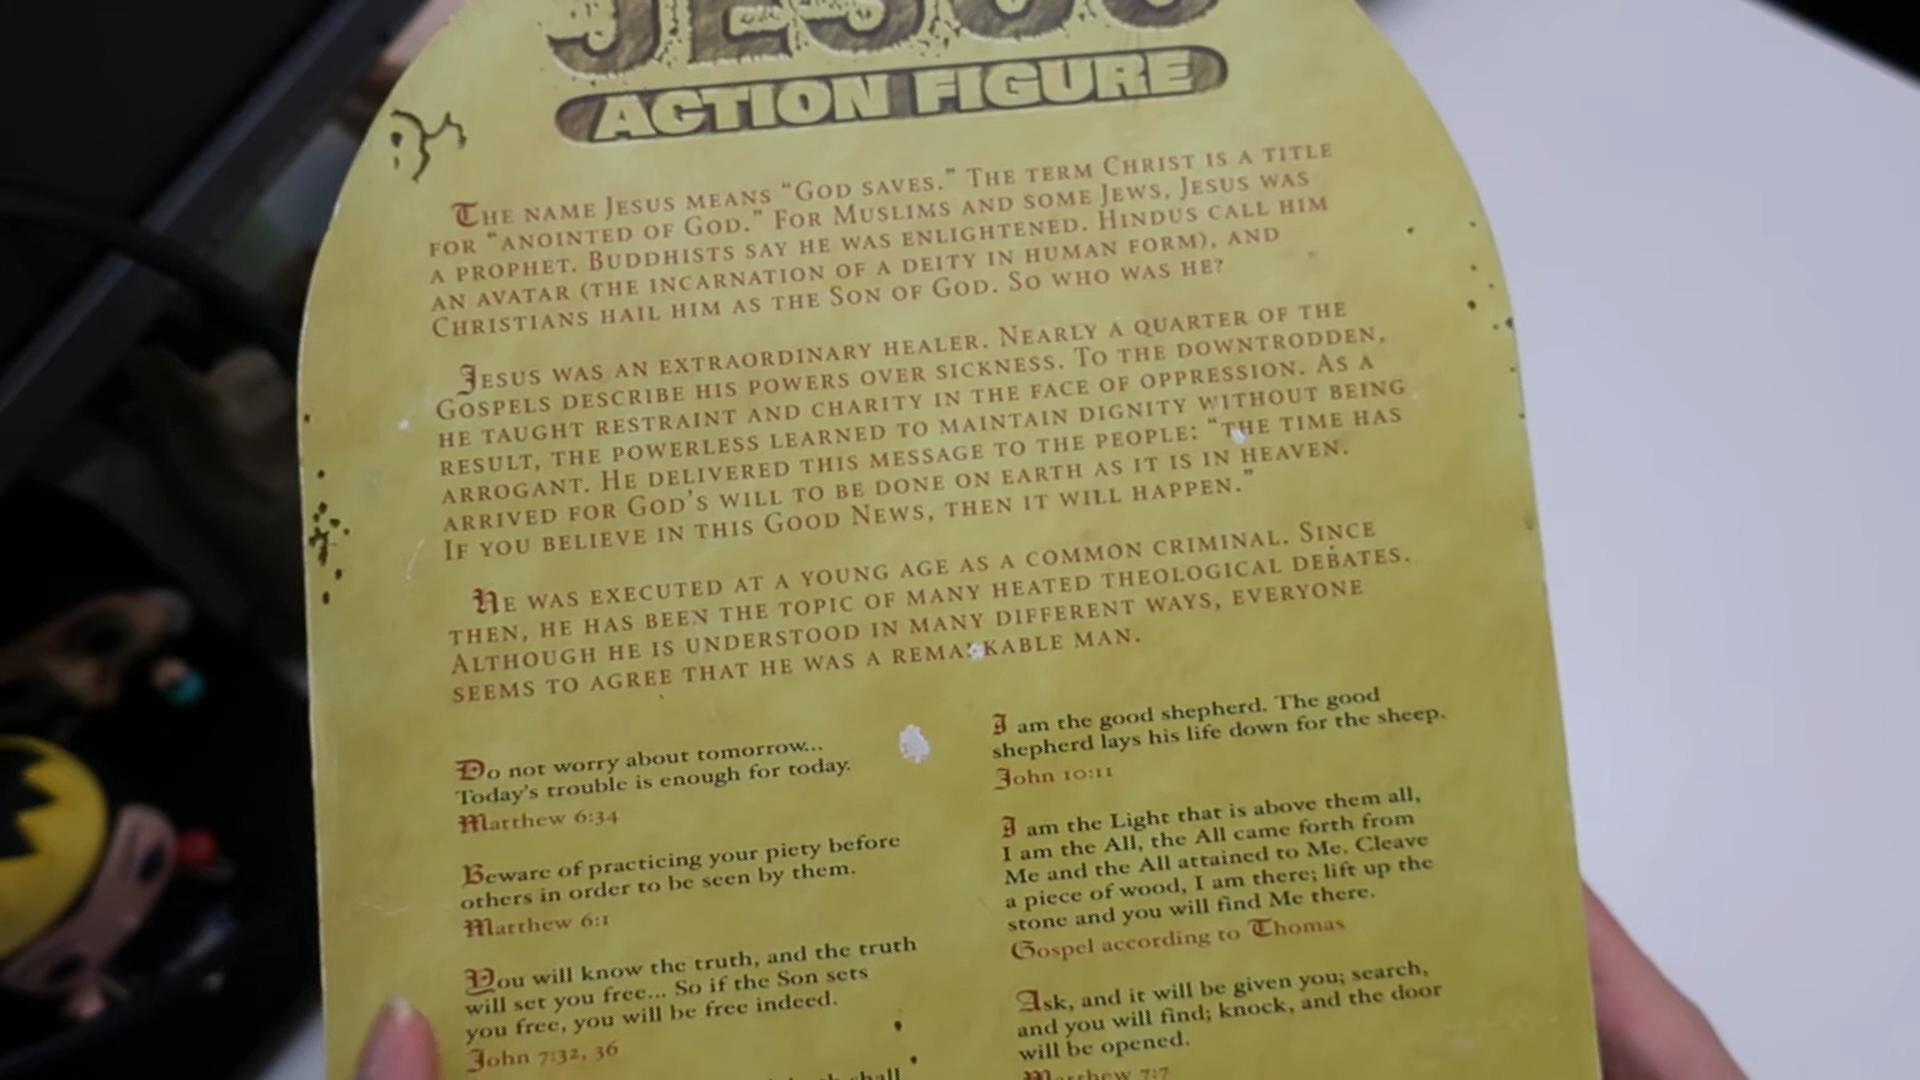 JESUS
ACTION FIGURE
THE NAME JESUS MEANS “GOD SAVES.” THE TERM CHRIST IS A TITLE
FOR “ANOINTED OF GOD.” FOR MUSLIMS AND SOME JEWS, JESUS WAS
A PROPHET. BUDDHISTS SAY HE WAS ENLIGHTENED. HINDUS CALL HIM
AN AVATAR (THE INCARNATION OF A DEITY IN HUMAN FORM), AND
CHRISTIANS HAIL HIM AS THE SON OF GOD. SO WHO WAS HE?
JESUS WAS AN EXTRAORDINARY HEALER. NEARLY A QUARTER OF THE
GOSPELS DESCRIBE HIS POWERS OVER SICKNESS. TO THE DOWNTRODDEN,
HE TAUGHT RESTRAINT AND CHARITY IN THE FACE OF OPPRESSION. AS A
RESULT, THE POWERLESS LEARNED TO MAINTAIN DIGNITY WITHOUT BEING
ARROGANT. HE DELIVERED THIS MESSAGE TO THE PEOPLE: “THE TIME HAS
ARRIVED FOR GOD’S WILL TO BE DONE ON EARTH AS IT IS IN HEAVEN.
IF YOU BELIEVE IN THIS GOOD NEWS, THEN IT WILL HAPPEN.”
HE WAS EXECUTED AT A YOUNG AGE AS A COMMON CRIMINAL. SINCE
THEN, HE HAS BEEN THE TOPIC OF MANY HEATED THEOLOGICAL DEBATES.
ALTHOUGH HE IS UNDERSTOOD IN MANY DIFFERENT WAYS, EVERYONE
SEEMS TO AGREE THAT HE WAS A REMARKABLE MAN.
Do not worry about tomorrow...
Today's trouble is enough for today.
Matthew 6:34
Beware of practicing your piety before
others in order to be seen by them.
Matthew 6:1
You will know the truth, and the truth
will set you free... So if the Son sets
you free, you will be free indeed.
John 7:32, 36
shall
I am the good shepherd. The good
shepherd lays his life down for the sheep.
John 10:11
I am the Light that is above them all,
I am the All, the All came forth from
Me and the All attained to Me. Cleave
a piece of wood, I am there; lift up the
stone and you will find Me there.
Gospel according to Thomas
Ask, and it will be given you; search,
and you will find; knock, and the door
will be opened.
Matthew 7:7